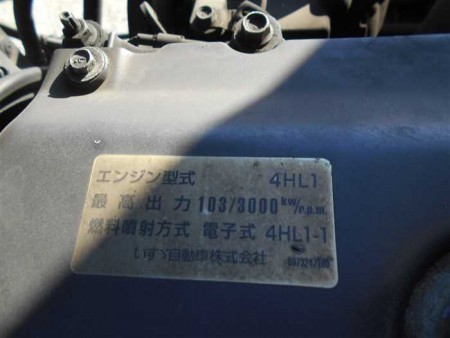 エンジン型式 4HL1
最高出力 103/3000 kw/r.p.m.
燃料噴射方式 電子式 4HL1-1
いすゞ自動車株式会社